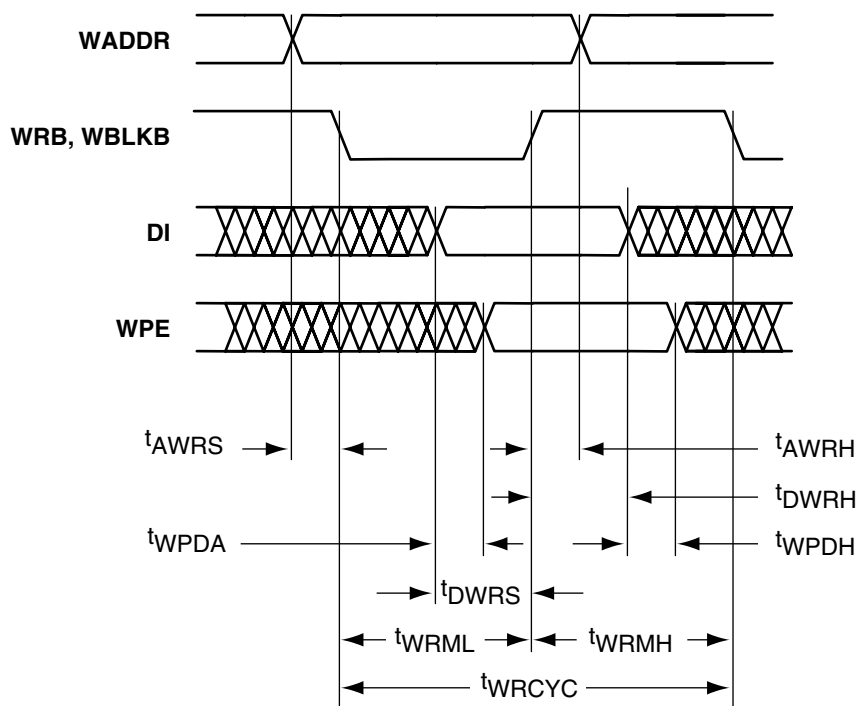 WADDR
WRB, WBLKB
DI
WPE
tAWRS
tAWRH
tDWRH
tWPDA
tWPDH
tDWRS
tWRML
tWRMH
tWRCYC